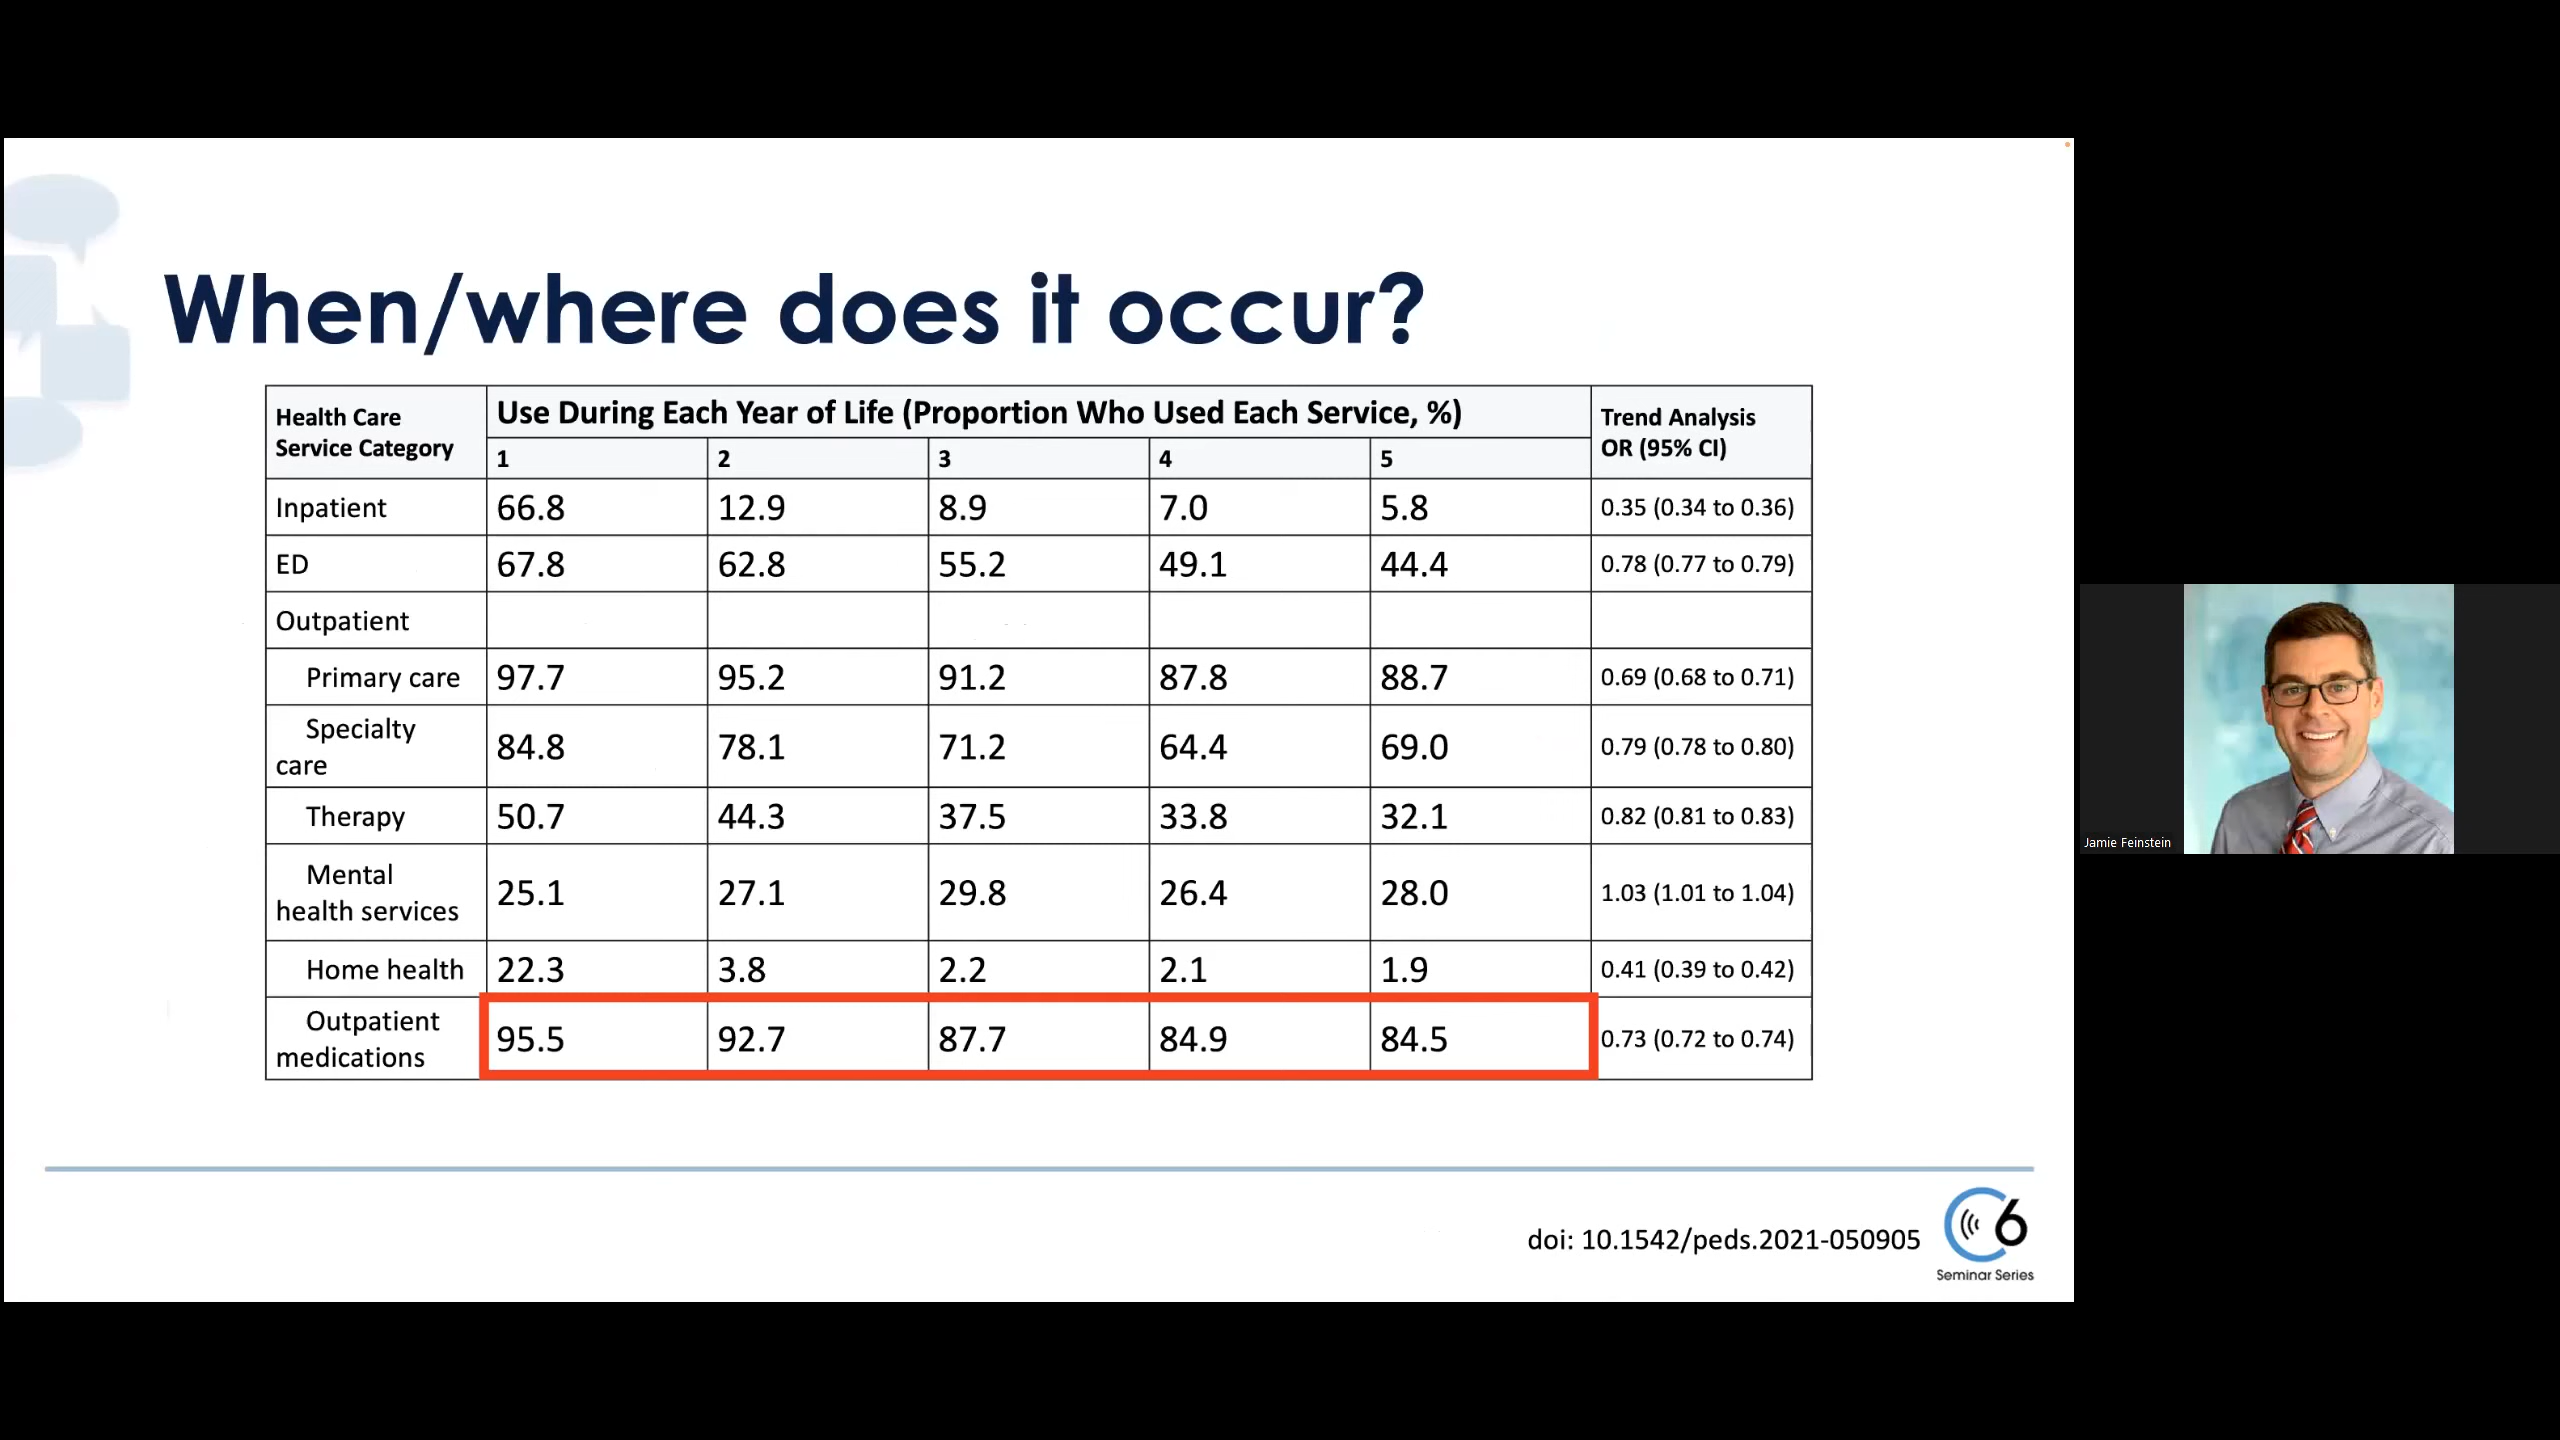 When/where does it occur?
Health Care
Service Category
Use During Each Year of Life (Proportion Who Used Each Service, %)
Trend Analysis
OR (95% CI)
1 2 3 4 5
Inpatient 66.8 12.9 8.9 7.0 5.8 0.35 (0.34 to 0.36)
ED 67.8 62.8 55.2 49.1 44.4 0.78 (0.77 to 0.79)
Outpatient
Primary care 97.7 95.2 91.2 87.8 88.7 0.69 (0.68 to 0.71)
Specialty
care 84.8 78.1 71.2 64.4 69.0 0.79 (0.78 to 0.80)
Therapy 50.7 44.3 37.5 33.8 32.1 0.82 (0.81 to 0.83)
Mental
health services 25.1 27.1 29.8 26.4 28.0 1.03 (1.01 to 1.04)
Home health 22.3 3.8 2.2 2.1 1.9 0.41 (0.39 to 0.42)
Outpatient
medications 95.5 92.7 87.7 84.9 84.5 0.73 (0.72 to 0.74)
doi: 10.1542/peds.2021-050905
C6
Seminar Series
Jamie Feinstein